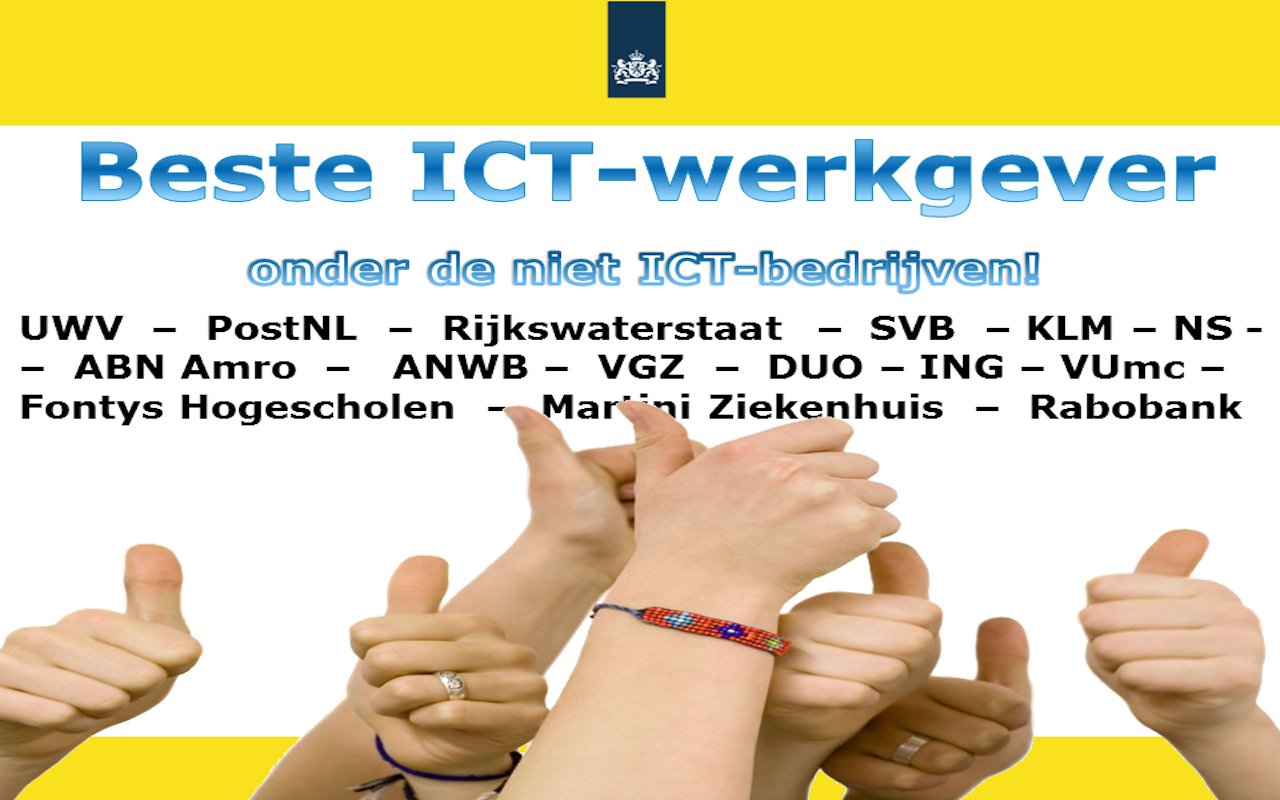 Beste ICT-werkgever
onder de niet ICT-bedrijven!
UWV – PostNL – Rijkswaterstaat – SVB – KLM – NS -
– ABN Amro – ANWB – VGZ – DUO – ING – VUmc –
Fontys Hogescholen – Martini Ziekenhuis – Rabobank